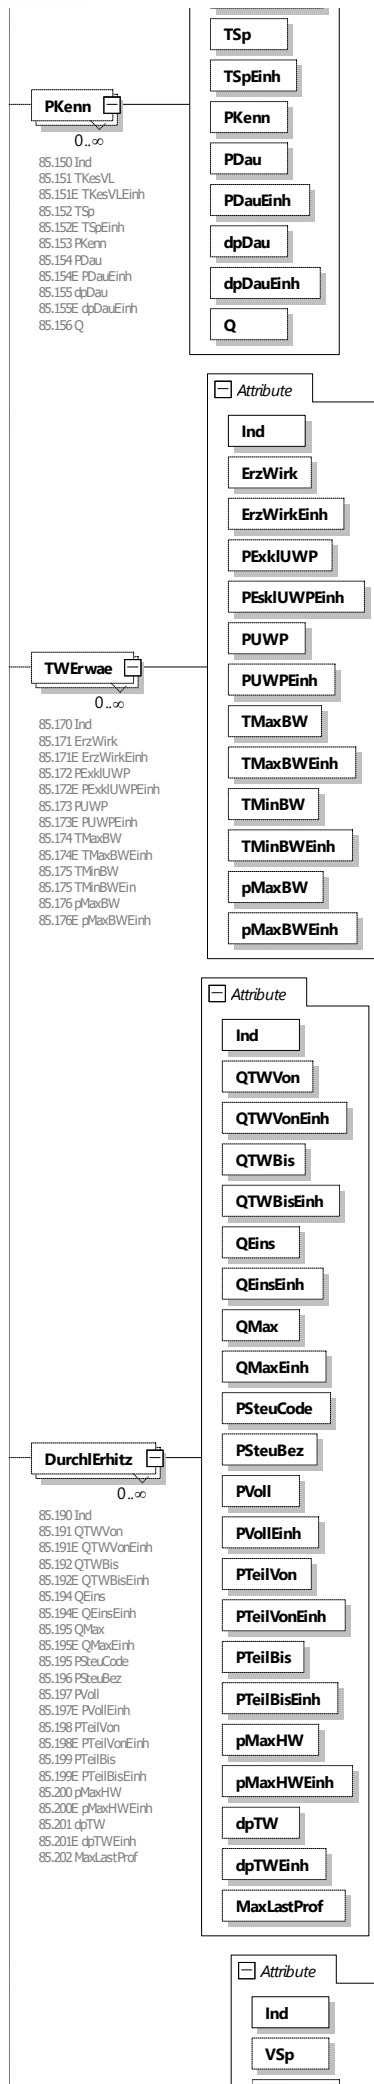 TSp
TSpEinh
PKenn
PKenn
0..∞
PDau
85.150 Ind
85.151 TKesVL
85.151E TKesVLEinh
85.152 TSp
85.152E TSpEinh
85.153 PKenn
85.154 PDau
85.154E PDauEinh
85.155 dpDau
85.155E dpDauEinh
85.156 Q
PDauEinh
dpDau
dpDauEinh
Q
Attribute
Ind
ErzWirk
ErzWirkEinh
PExklUWP
PEsklUWPEinh
PUWP
TWErwae
0..∞
85.170 Ind
85.171 ErzWirk
85.171E ErzWirkEinh
85.172 PExklUWP
85.172E PExklUWPEinh
85.173 PUWP
85.173E PUWPEinh
85.174 TMaxBW
85.174E TMaxBWEinh
85.175 TMinBW
85.175 TMinBWEin
85.176 pMaxBW
85.176E pMaxBWEinh
PUWPEinh
TMaxBW
TMaxBWEinh
TMinBW
TMinBWEinh
pMaxBW
pMaxBWEinh
Attribute
Ind
QTWVon
QTWVonEinh
QTWBis
QTWBisEinh
QEins
QEinsEinh
QMax
QMaxEinh
PSteuCode
PSteuBez
DurchlErhitz
0..∞
85.190 Ind
85.191 QTWVon
85.191E QTWVonEinh
85.192 QTWBis
85.192E QTWBisEinh
85.194 QEins
85.194E QEinsEinh
85.195 QMax
85.195E QMaxEinh
85.195 PSteuCode
85.196 PSteuBez
85.197 PVoll
85.197E PVollEinh
85.198 PTeilVon
85.198E PTeilVonEinh
85.199 PTeilBis
85.199E PTeilBisEinh
85.200 pMaxHW
85.200E pMaxHWEinh
85.201 dpTW
85.201E dpTWEinh
85.202 MaxLastProf
PVoll
PVollEinh
PTeilVon
PTeilVonEinh
PTeilBis
PTeilBisEinh
pMaxHW
pMaxHWEinh
dpTW
dpTWEinh
MaxLastProf
Attribute
Ind
VSp